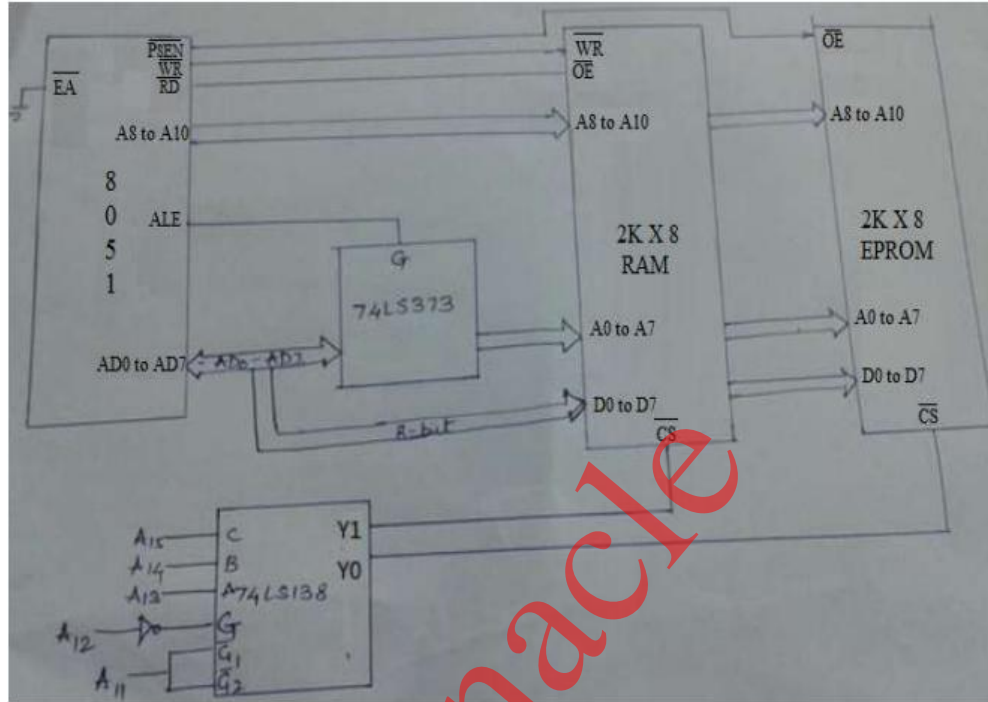 PSEN
WR
RD
EA
A8 to A10
8
0
5
1
ALE
AD0 to AD7
WR
OE
A8 to A10
2K X 8
RAM
A0 to A7
D0 to D7
CS
OE
A8 to A10
2K X 8
EPROM
A0 to A7
D0 to D7
CS
G
74LS373
AD0 - AD7
8-bit
A15
A14
A13
A12
A11
C
B
A
G
G1
G2
74LS138
Y1
Y0
nacle